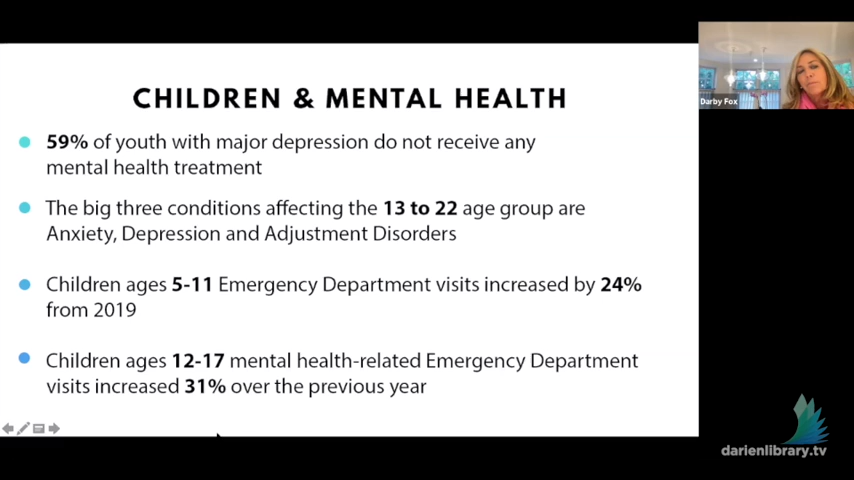 CHILDREN & MENTAL HEALTH
59% of youth with major depression do not receive any
mental health treatment
The big three conditions affecting the 13 to 22 age group are
Anxiety, Depression and Adjustment Disorders
Children ages 5-11 Emergency Department visits increased by 24%
from 2019
Children ages 12-17 mental health-related Emergency Department
visits increased 31% over the previous year
Darby Fox
darienlibrary.tv